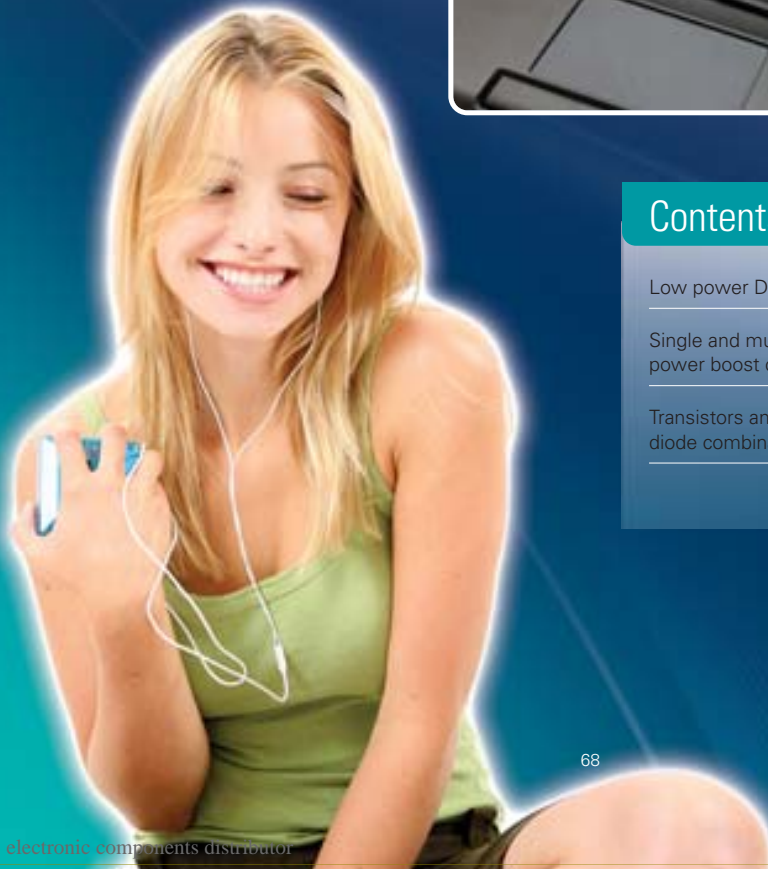 Content
Low power D
Single and mu
power boost c
Transistors an
diode combin
68
electronic components distributor